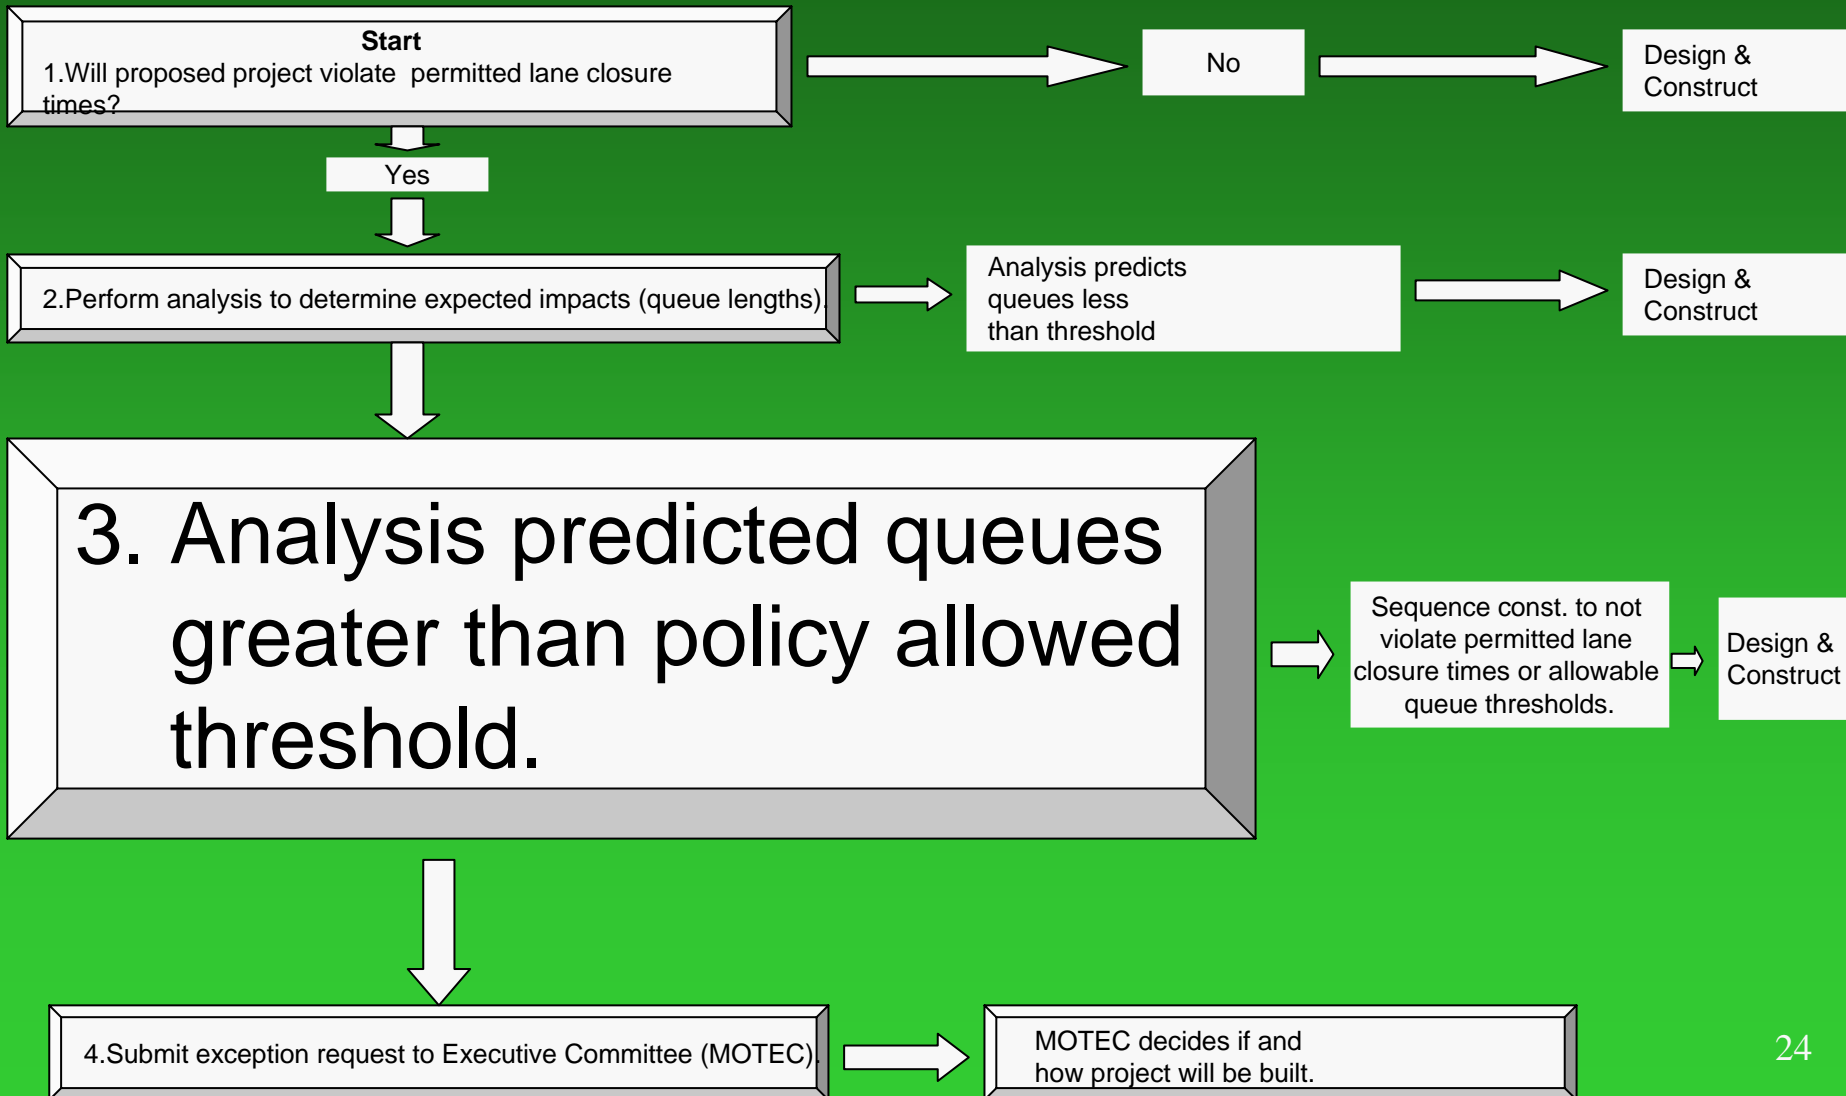 Start
1.Will proposed project violate permitted lane closure
times?
No
Design &
Construct
Yes
2.Perform analysis to determine expected impacts (queue lengths).
Analysis predicts
queues less
than threshold
Design &
Construct
3. Analysis predicted queues
greater than policy allowed
threshold.
Sequence const. to not
violate permitted lane
closure times or allowable
queue thresholds.
Design &
Construct
4.Submit exception request to Executive Committee (MOTEC).
MOTEC decides if and
how project will be built.
24